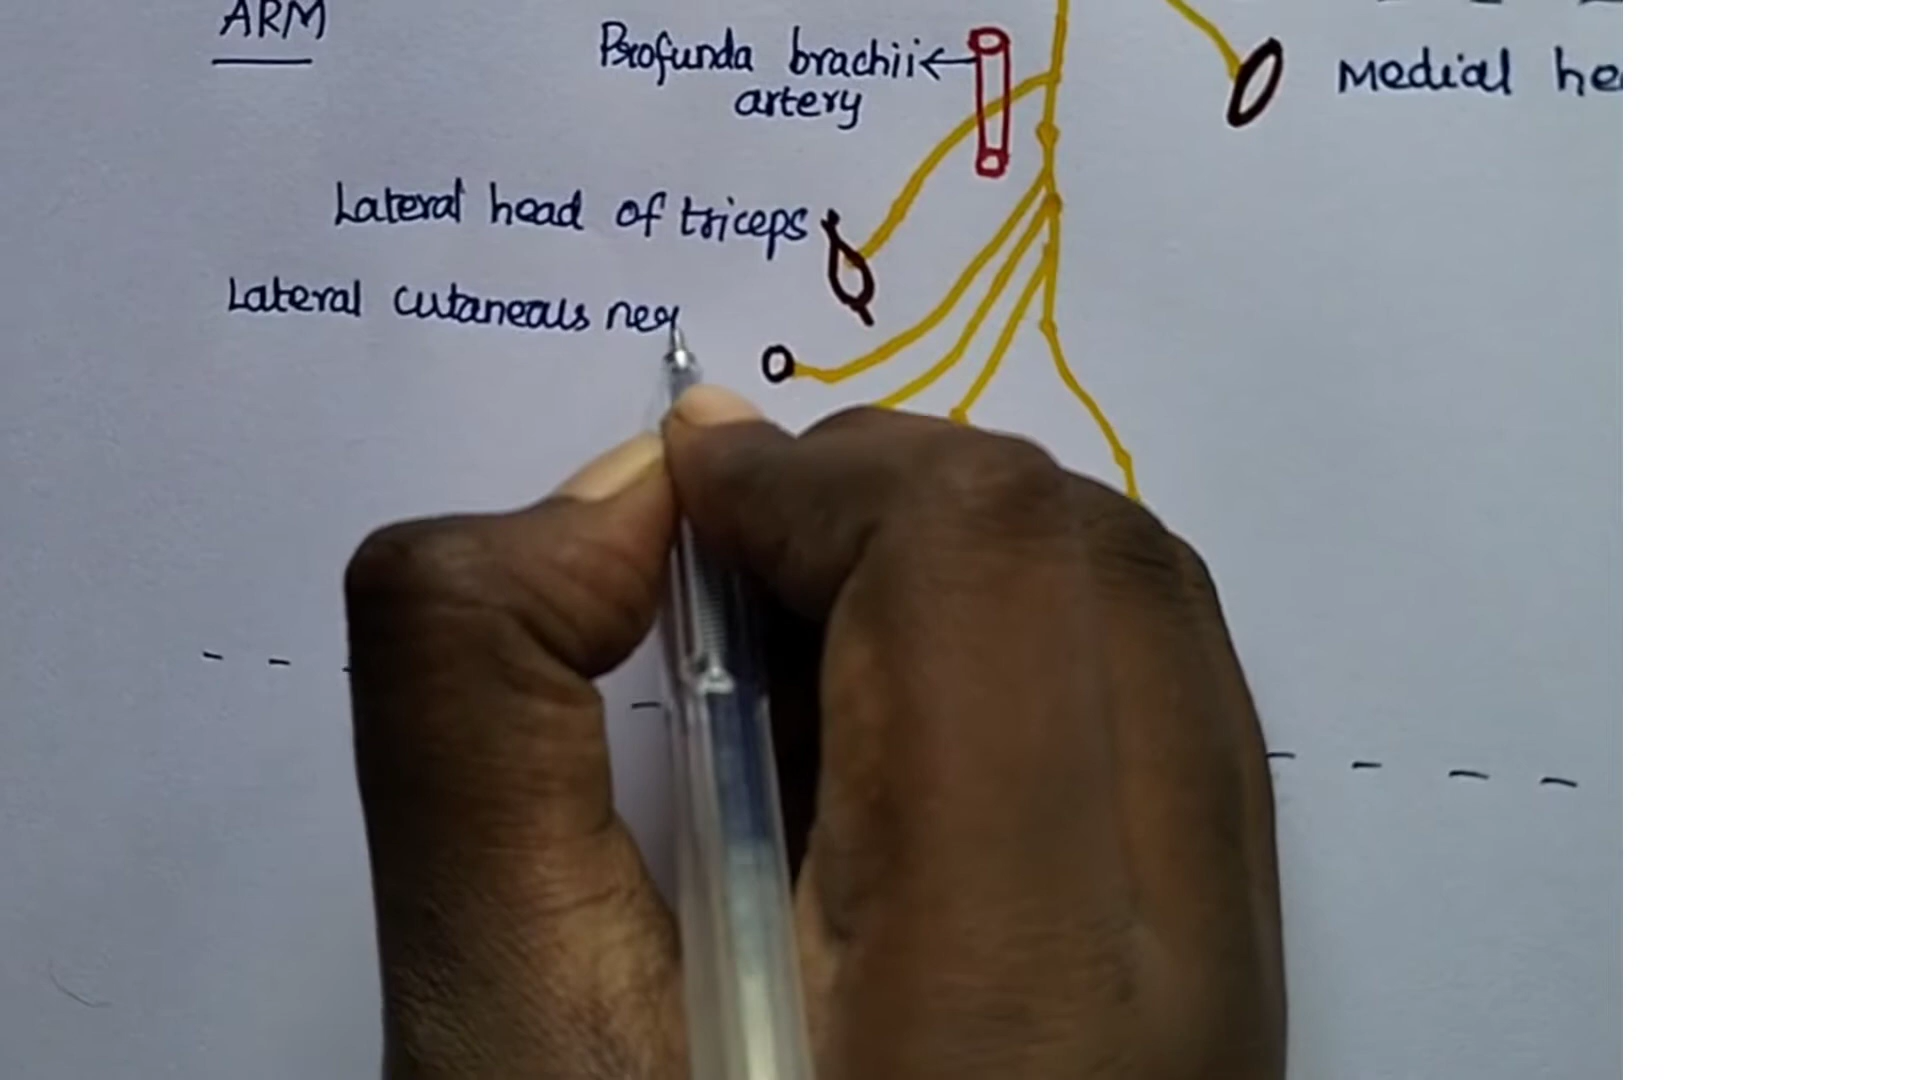 ARM
Profunda brachii
artery
Medial he
Lateral head of triceps
Lateral cutaneous ner